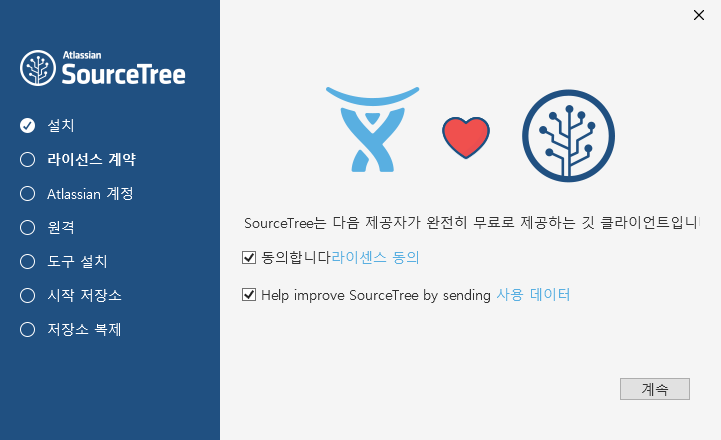 Atlassian
SourceTree
설치
라이선스 계약
Atlassian 계정
원격
도구 설치
시작 저장소
저장소 복제
SourceTree는 다음 제공자가 완전히 무료로 제공하는 깃 클라이언트입니
동의합니다라이센스 동의
Help improve SourceTree by sending 사용 데이터
계속